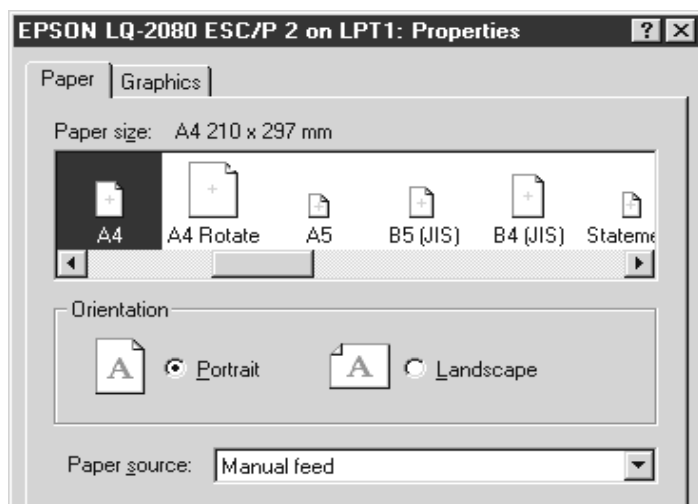 EPSON LQ-2080 ESC/P 2 on LPT1: Properties ? ×
Paper Graphics
Paper size: A4 210 x 297 mm
A4 A4 Rotate A5 B5 (JIS) B4 (JIS) Stateme
Orientation
A Portrait A Landscape
Paper source: Manual feed